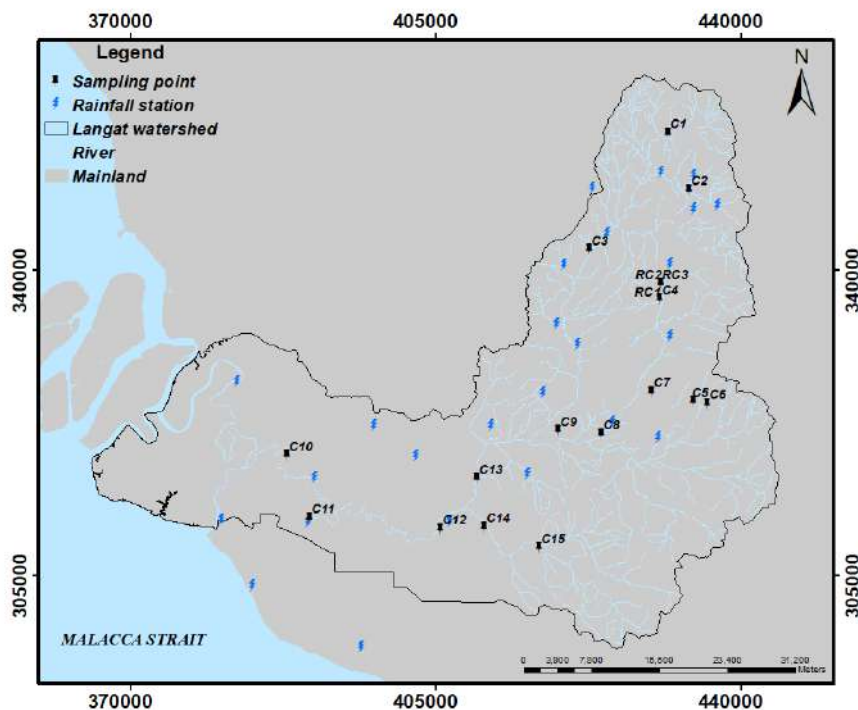 370000 405000 440000
Legend
Sampling point
Rainfall station
Langat watershed
River
Mainland
C1
C2
C3
340000 340000
RC2RC3
RC1C4
C7
C5 C6
C9 C8
C10
C13
C11
C12 C14
C15
305000 305000
MALACCA STRAIT
0 3,900 7,800 15,600 23,400 31,200
Meters
370000 405000 440000